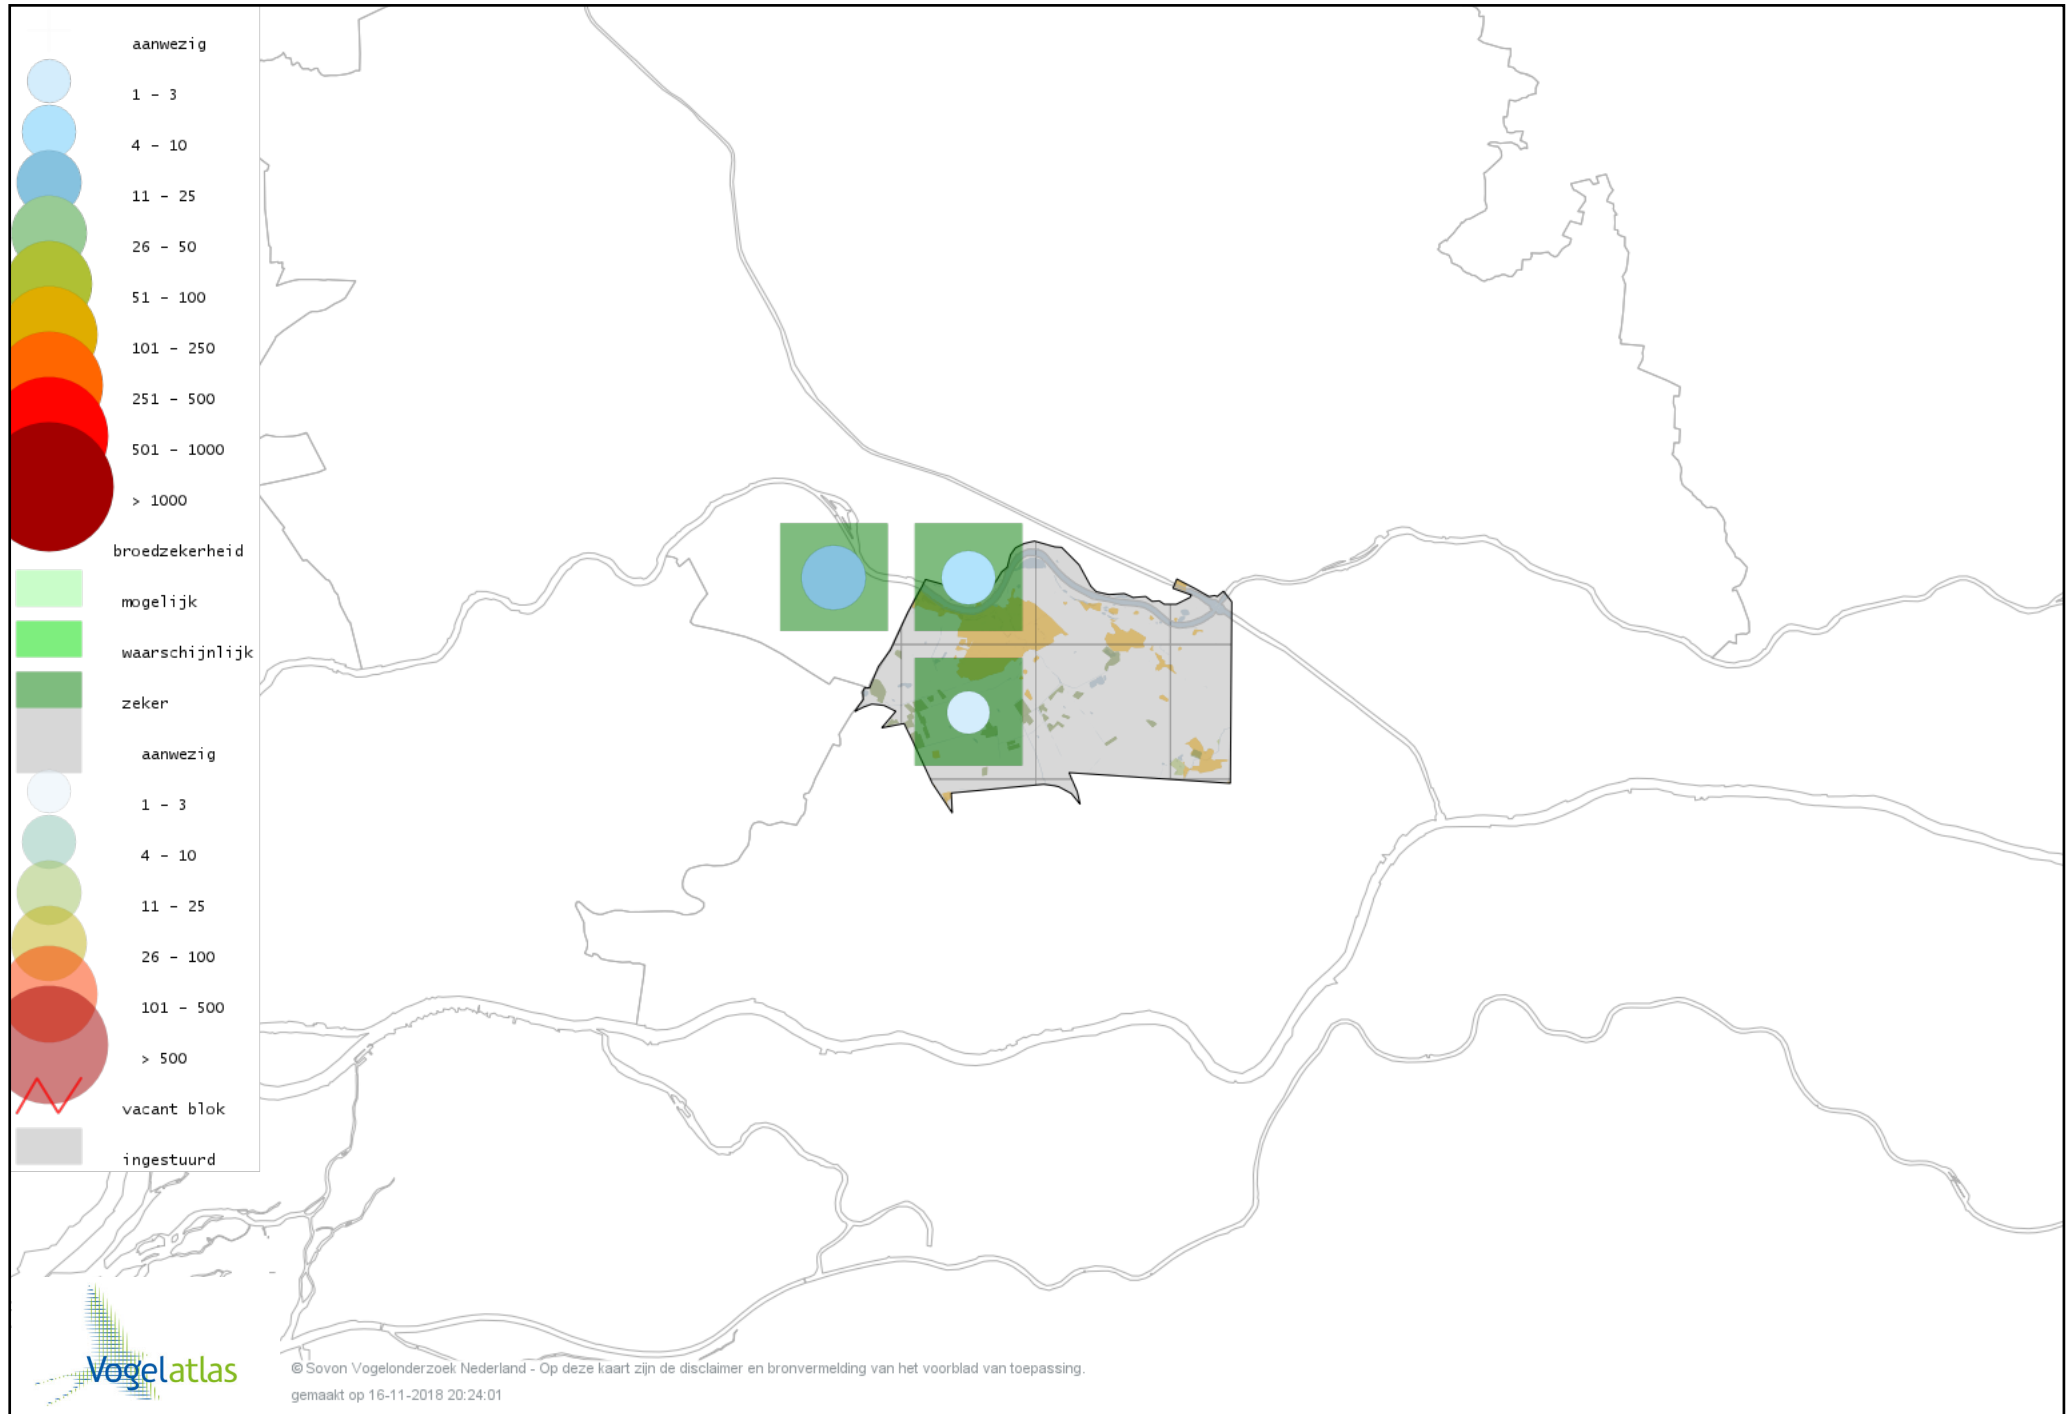 aanwezig
1 - 3
4 - 10
11 - 25
26 - 50
51 - 100
101 - 250
251 - 500
501 - 1000
> 1000
broedzekerheid
mogelijk
waarschijnlijk
zeker
aanwezig
1 - 3
4 - 10
11 - 25
26 - 100
101 - 500
> 500
vacant blok
ingestuurd
Vogelatlas
© Sovon Vogelonderzoek Nederland - Op deze kaart zijn de disclaimer en bronvermelding van het voorblad van toepassing.
gemaakt op 16-11-2018 20:24:01